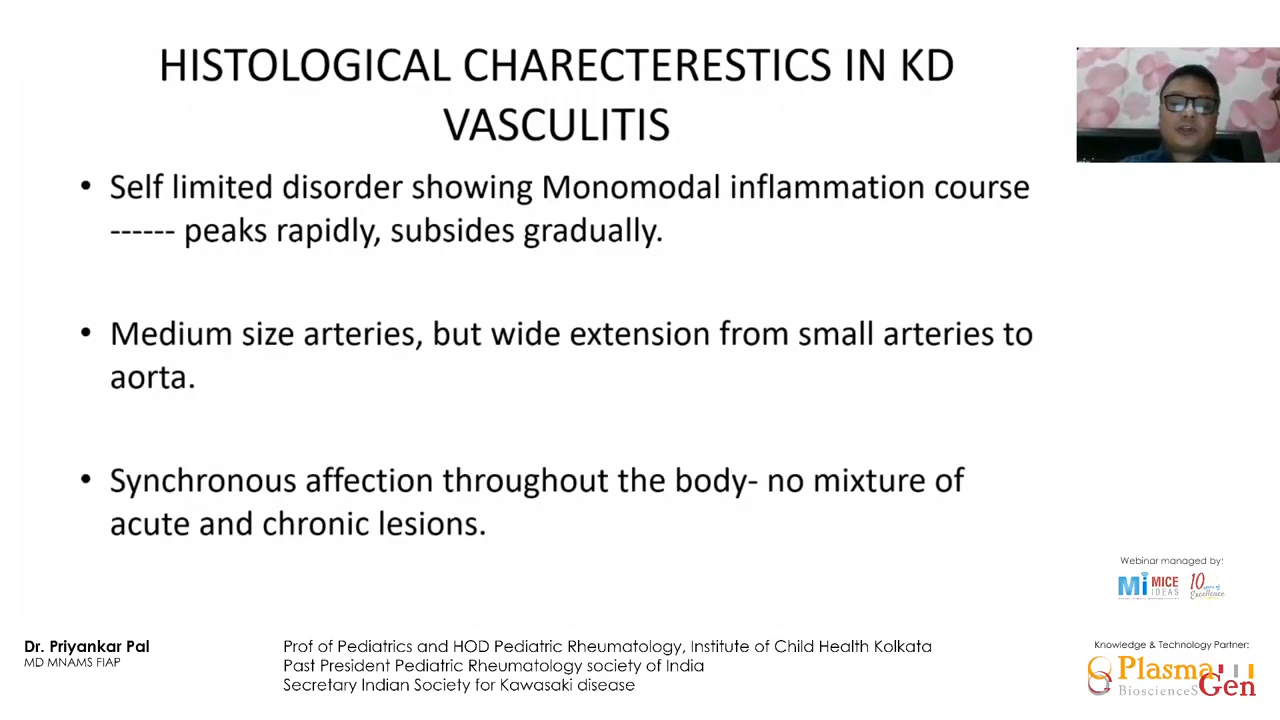 HISTOLOGICAL CHARECTERESTICS IN KD
VASCULITIS
• Self limited disorder showing Monomodal inflammation course
------ peaks rapidly, subsides gradually.
• Medium size arteries, but wide extension from small arteries to
aorta.
• Synchronous affection throughout the body- no mixture of
acute and chronic lesions.
Webinar managed by:
Mi MICE IDEAS 10 years of Excellence
Dr. Priyankar Pal
MD MNAMS FIAP
Prof of Pediatrics and HOD Pediatric Rheumatology, Institute of Child Health Kolkata
Past President Pediatric Rheumatology society of India
Secretary Indian Society for Kawasaki disease
Knowledge & Technology Partner:
PlasmaGen
BioscienceS